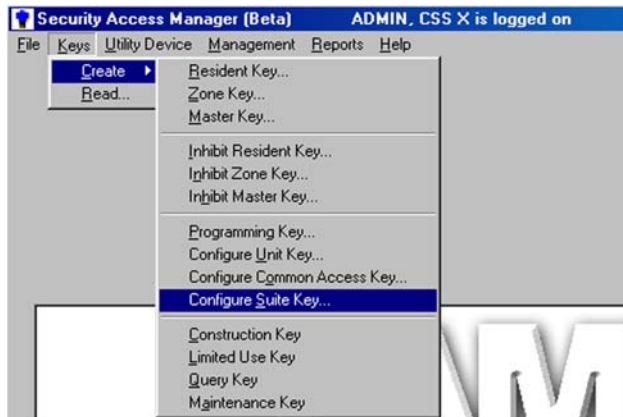 Security Access Manager (Beta) ADMIN, CSS X is logged on
File Keys Utility Device Management Reports Help
Create
Read...
Resident Key...
Zone Key...
Master Key...
Inhibit Resident Key...
Inhibit Zone Key...
Inhibit Master Key...
Programming Key...
Configure Unit Key...
Configure Common Access Key...
Configure Suite Key...
Construction Key
Limited Use Key
Query Key
Maintenance Key